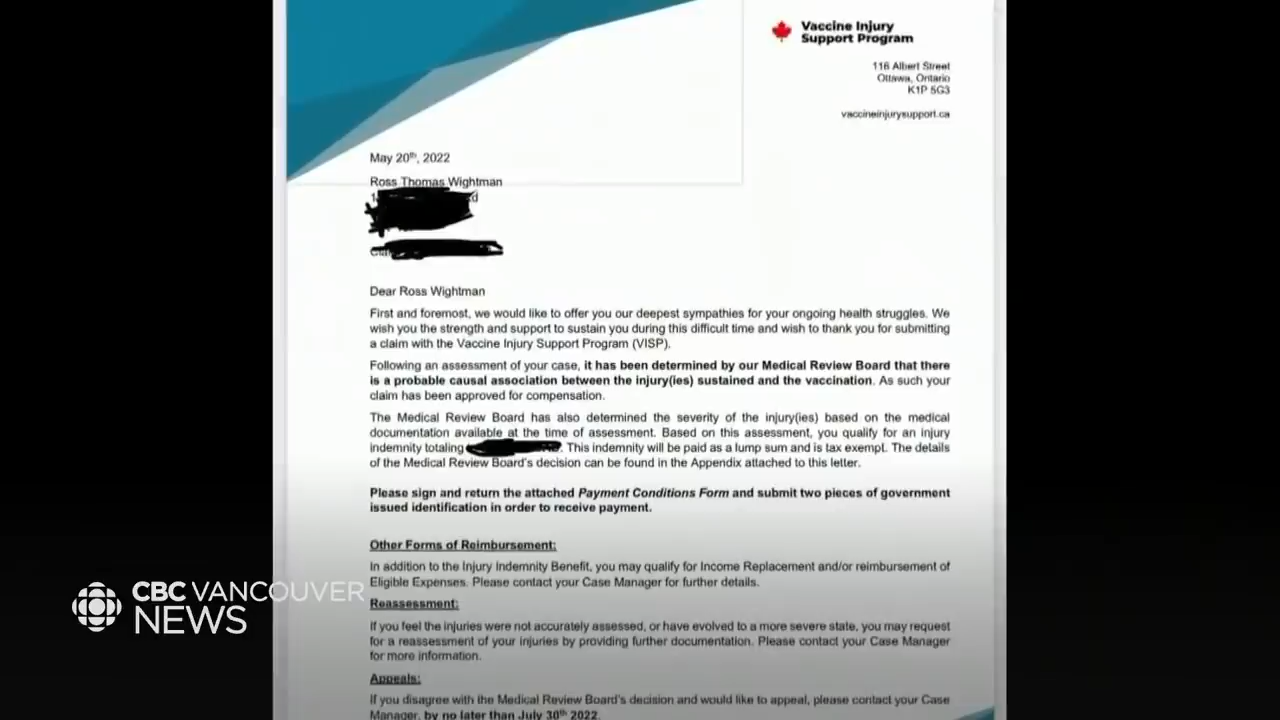 Vaccine Injury
Support Program
116 Albert Street
Ottawa, Ontario
K1P 5G3
vaccineinjurysupport.ca
May 20th, 2022
Ross Thomas Wightman
Dear Ross Wightman
First and foremost, we would like to offer you our deepest sympathies for your ongoing health struggles. We
wish you the strength and support to sustain you during this difficult time and wish to thank you for submitting
a claim with the Vaccine Injury Support Program (VISP).
Following an assessment of your case, it has been determined by our Medical Review Board that there
is a probable causal association between the injury(ies) sustained and the vaccination. As such your
claim has been approved for compensation.
The Medical Review Board has also determined the severity of the injury(ies) based on the medical
documentation available at the time of assessment. Based on this assessment, you qualify for an injury
indemnity totaling . This indemnity will be paid as a lump sum and is tax exempt. The details
of the Medical Review Board's decision can be found in the Appendix attached to this letter.
Please sign and return the attached Payment Conditions Form and submit two pieces of government
issued identification in order to receive payment.
Other Forms of Reimbursement:
In addition to the Injury Indemnity Benefit, you may qualify for Income Replacement and/or reimbursement of
Eligible Expenses. Please contact your Case Manager for further details.
Reassessment:
If you feel the injuries were not accurately assessed, or have evolved to a more severe state, you may request
for a reassessment of your injuries by providing further documentation. Please contact your Case Manager
for more information.
Appeals:
If you disagree with the Medical Review Board's decision and would like to appeal, please contact your Case
Manager, by no later than July 30th 2022.
CBC VANCOUVER
NEWS